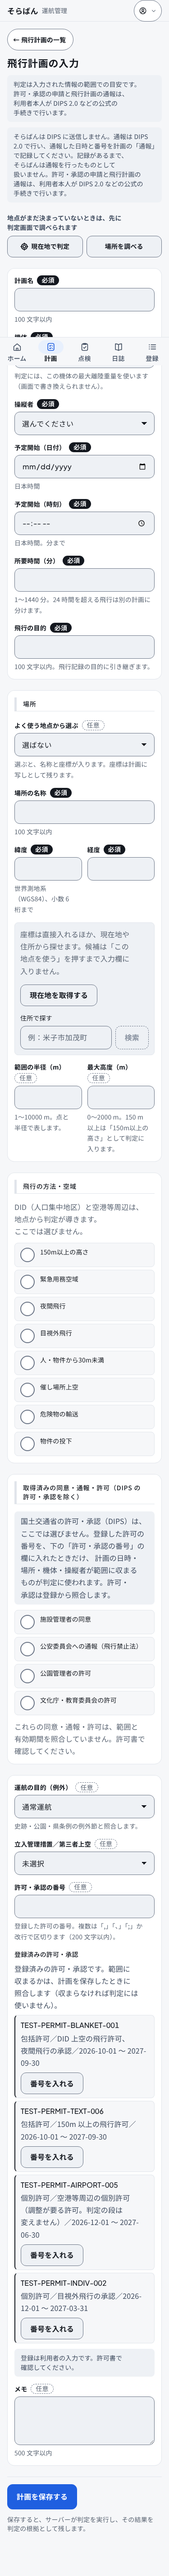 そらばん 運航管理
← 飛行計画の一覧
飛行計画の入力
判定は入力された情報の範囲での目安です。
許可・承認の申請と飛行計画の通報は、
利用者本人が DIPS 2.0 などの公式の
手続きで行います。
そらばんは DIPS に送信しません。通報は DIPS
2.0 で行い、通報した日時と番号を計画の「通報」
で記録してください。記録があるまで、
そらばんは通報を行ったものとして
扱いません。許可・承認の申請と飛行計画の
通報は、利用者本人が DIPS 2.0 などの公式の
手続きで行います。
地点がまだ決まっていないときは、先に
判定画面で調べられます
現在地で判定
場所を調べる
計画名 必須
100 文字以内
ホーム 計画 点検 日誌 登録
判定には、この機体の最大離陸重量を使います
（画面で書き換えられません）。
操縦者 必須
選んでください
予定開始（日付） 必須
mm/dd/yyyy
日本時間
予定開始（時刻） 必須
--:-- --
日本時間。分まで
所要時間（分） 必須
1〜1440 分。24 時間を超える飛行は別の計画に
分けます。
飛行の目的 必須
100 文字以内。飛行記録の目的に引き継ぎます。
場所
よく使う地点から選ぶ 任意
選ばない
選ぶと、名称と座標が入ります。座標は計画に
写しとして残ります。
場所の名称 必須
100 文字以内
緯度 必須 経度 必須
世界測地系
（WGS84）、小数 6
桁まで
座標は直接入れるほか、現在地や
住所から探せます。候補は「この
地点を使う」を押すまで入力欄に
入りません。
現在地を取得する
住所で探す
例：米子市加茂町 検索
範囲の半径（m） 最大高度（m）
任意 任意
1〜10000 m。点と
半径で表します。
0〜2000 m。150 m
以上は「150m以上の
高さ」として判定に
入ります。
飛行の方法・空域
DID（人口集中地区）と空港等周辺は、
地点から判定が導きます。
ここでは選びません。
150m以上の高さ
緊急用務空域
夜間飛行
目視外飛行
人・物件から30m未満
催し場所上空
危険物の輸送
物件の投下
取得済みの同意・通報・許可（DIPS の
許可・承認を除く）
国土交通省の許可・承認（DIPS）は、
ここでは選びません。登録した許可の
番号を、下の「許可・承認の番号」の
欄に入れたときだけ、計画の日時・
場所・機体・操縦者が範囲に収まる
ものが判定に使われます。許可・
承認は登録から照合します。
施設管理者の同意
公安委員会への通報（飛行禁止法）
公園管理者の許可
文化庁・教育委員会の許可
これらの同意・通報・許可は、範囲と
有効期間を照合していません。許可書で
確認してください。
運航の目的（例外） 任意
通常運航
史跡・公園・県条例の例外節と照合します。
立入管理措置／第三者上空 任意
未選択
許可・承認の番号 任意
登録した許可の番号。複数は「,」「、」「;」か
改行で区切ります（200 文字以内）。
登録済みの許可・承認
登録済みの許可・承認です。範囲に
収まるかは、計画を保存したときに
照合します（収まらなければ判定には
使いません）。
TEST-PERMIT-BLANKET-001
包括許可／DID 上空の飛行許可、
夜間飛行の承認／2026-10-01 〜 2027-
09-30
番号を入れる
TEST-PERMIT-TEXT-006
包括許可／150m 以上の飛行許可／
2026-10-01 〜 2027-09-30
番号を入れる
TEST-PERMIT-AIRPORT-005
個別許可／空港等周辺の個別許可
（調整が要る許可。判定の段は
変えません）／2026-12-01 〜 2027-
06-30
番号を入れる
TEST-PERMIT-INDIV-002
個別許可／目視外飛行の承認／2026-
12-01 〜 2027-03-31
番号を入れる
登録は利用者の入力です。許可書で
確認してください。
メモ 任意
500 文字以内
計画を保存する
保存すると、サーバーが判定を実行し、その結果を
判定の根拠として残します。